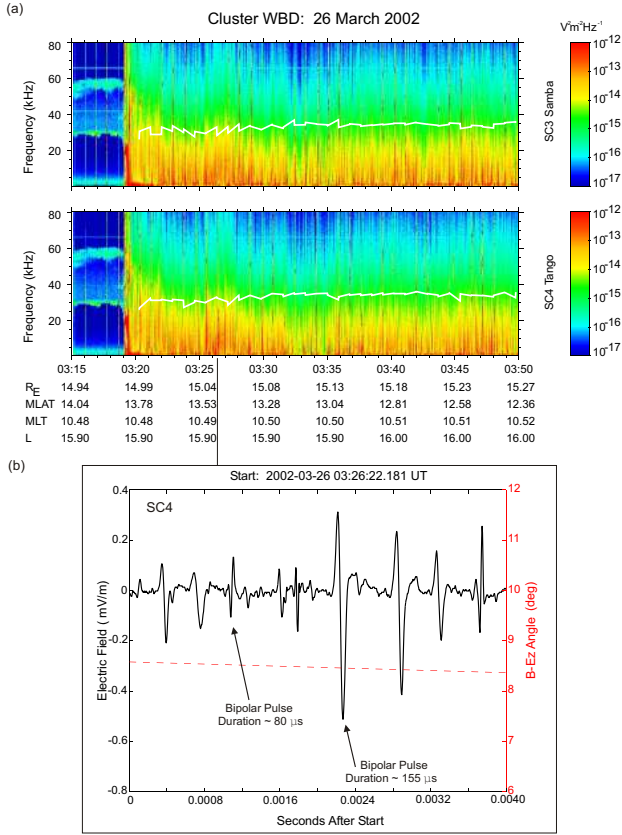 (a)
Cluster WBD: 26 March 2002
V²m⁻²Hz⁻¹
80
60
40
20
Frequency (kHz)
10⁻¹²
10⁻¹³
10⁻¹⁴
10⁻¹⁵
10⁻¹⁶
10⁻¹⁷
SC3 Samba
80
60
40
20
Frequency (kHz)
10⁻¹²
10⁻¹³
10⁻¹⁴
10⁻¹⁵
10⁻¹⁶
10⁻¹⁷
SC4 Tango
03:15 03:20 03:25 03:30 03:35 03:40 03:45 03:50
R_E 14.94 14.99 15.04 15.08 15.13 15.18 15.23 15.27
MLAT 14.04 13.78 13.53 13.28 13.04 12.81 12.58 12.36
MLT 10.48 10.48 10.49 10.50 10.50 10.51 10.51 10.52
L 15.90 15.90 15.90 15.90 15.90 16.00 16.00 16.00
(b)
Start: 2002-03-26 03:26:22.181 UT
SC4
0.4
0.2
0
-0.2
-0.4
-0.6
-0.8
Electric Field ( mV/m)
12
11
10
9
8
7
6
B-Ez Angle (deg)
Bipolar Pulse
Duration ~ 80 μs
Bipolar Pulse
Duration ~ 155 μs
0 0.0008 0.0016 0.0024 0.0032 0.0040
Seconds After Start